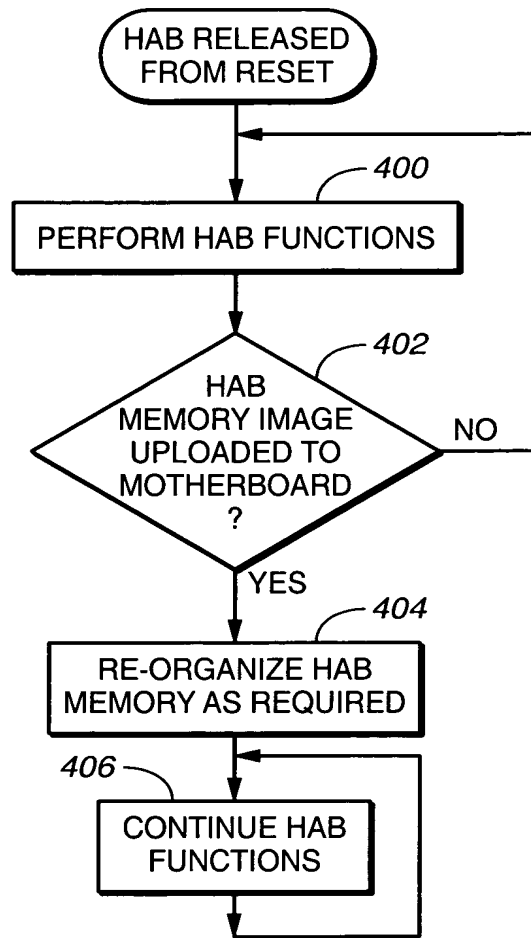 HAB RELEASED
FROM RESET
400
PERFORM HAB FUNCTIONS
402
HAB
MEMORY IMAGE
UPLOADED TO
MOTHERBOARD
?
NO
YES
404
RE-ORGANIZE HAB
MEMORY AS REQUIRED
406
CONTINUE HAB
FUNCTIONS